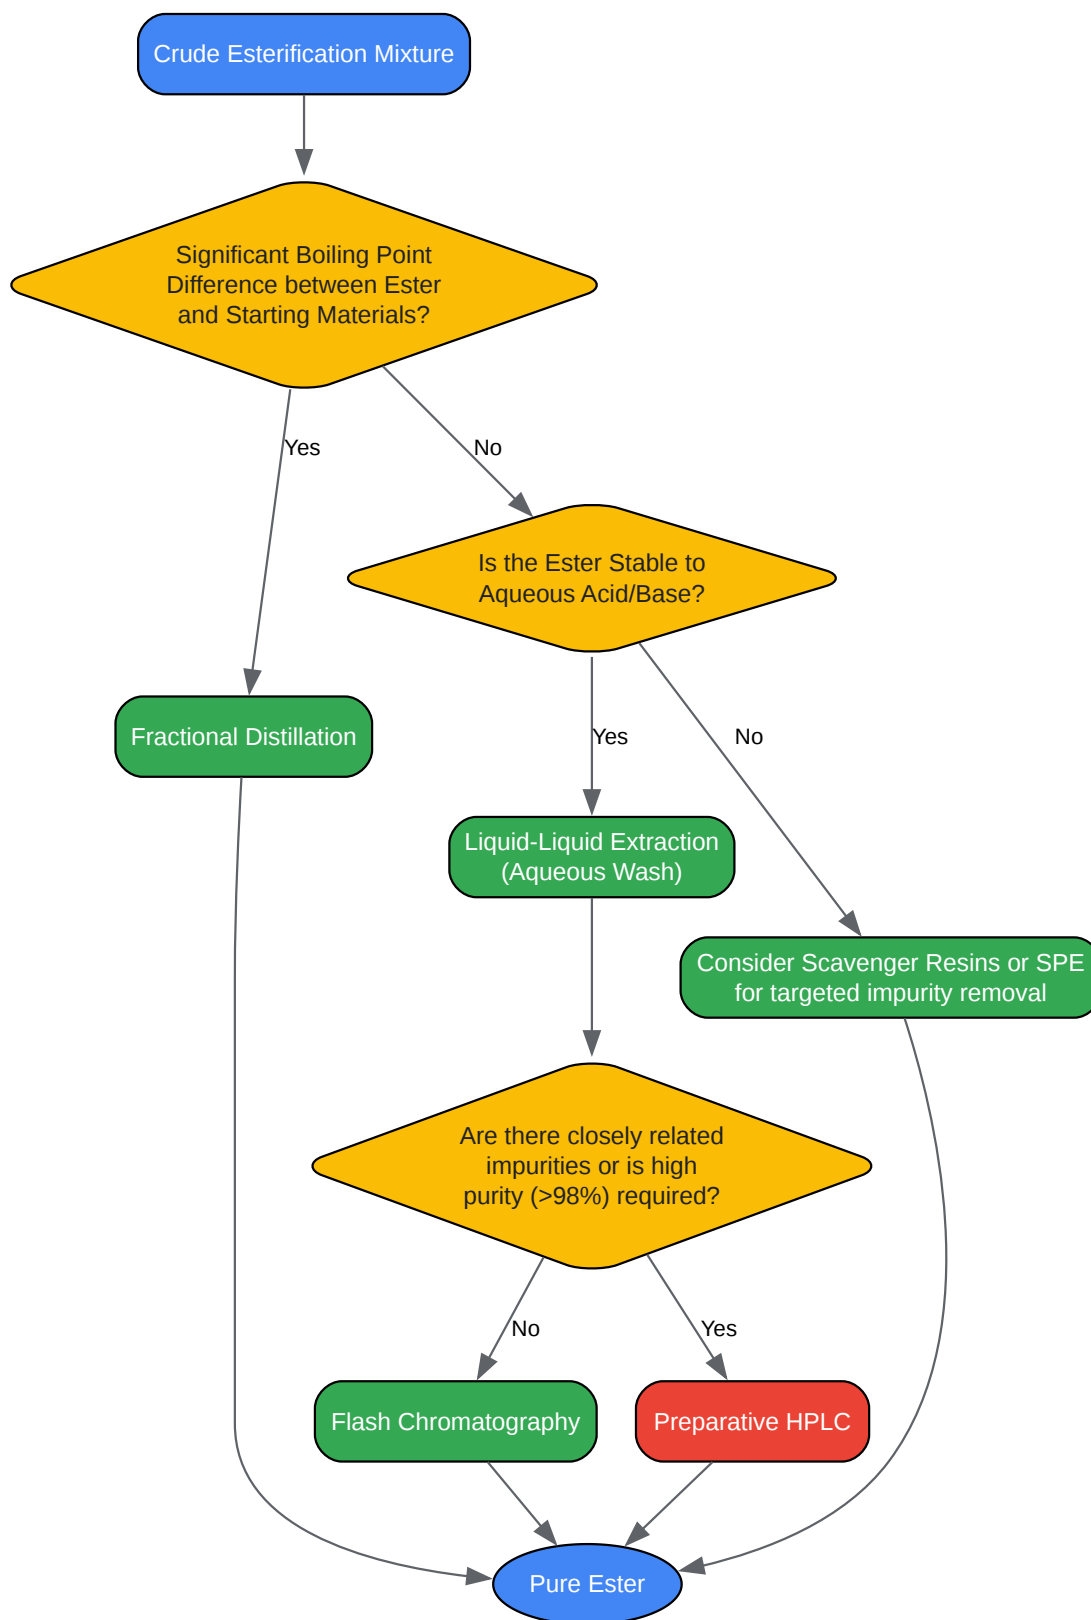 Crude Esterification Mixture
Significant Boiling Point
Difference between Ester
and Starting Materials?
Yes
No
Is the Ester Stable to
Aqueous Acid/Base?
Fractional Distillation
Yes
No
Liquid-Liquid Extraction
(Aqueous Wash)
Consider Scavenger Resins or SPE
for targeted impurity removal
Are there closely related
impurities or is high
purity (>98%) required?
No
Yes
Flash Chromatography
Preparative HPLC
Pure Ester